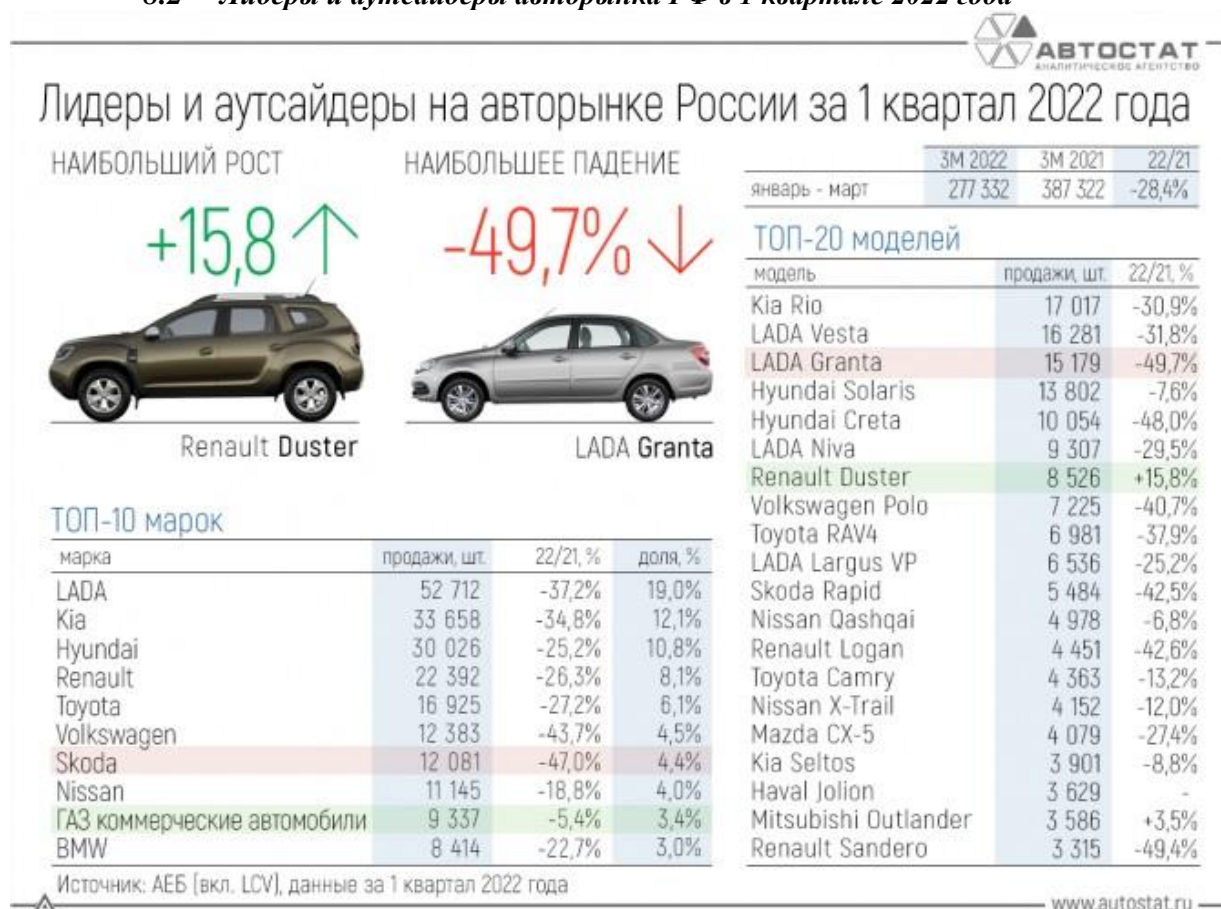 8.2 Лидеры и аутсайдеры авторынка РФ в 1 квартале 2022 года
АВТОСТАТ
АНАЛИТИЧЕСКОЕ АГЕНТСТВО
Лидеры и аутсайдеры на авторынке России за 1 квартал 2022 года
НАИБОЛЬШИЙ РОСТ
+15,8
Renault Duster
НАИБОЛЬШЕЕ ПАДЕНИЕ
-49,7%
LADA Granta
3М 2022 3М 2021 22/21
январь - март 277 332 387 322 -28,4%
ТОП-10 марок
марка продажи, шт. 22/21, % доля, %
LADA 52 712 -37,2% 19,0%
Kia 33 658 -34,8% 12,1%
Hyundai 30 026 -25,2% 10,8%
Renault 22 392 -26,3% 8,1%
Toyota 16 925 -27,2% 6,1%
Volkswagen 12 383 -43,7% 4,5%
Skoda 12 081 -47,0% 4,4%
Nissan 11 145 -18,8% 4,0%
ГАЗ коммерческие автомобили 9 337 -5,4% 3,4%
BMW 8 414 -22,7% 3,0%
ТОП-20 моделей
модель продажи, шт. 22/21, %
Kia Rio 17 017 -30,9%
LADA Vesta 16 281 -31,8%
LADA Granta 15 179 -49,7%
Hyundai Solaris 13 802 -7,6%
Hyundai Creta 10 054 -48,0%
LADA Niva 9 307 -29,5%
Renault Duster 8 526 +15,8%
Volkswagen Polo 7 225 -40,7%
Toyota RAV4 6 981 -37,9%
LADA Largus VP 6 536 -25,2%
Skoda Rapid 5 484 -42,5%
Nissan Qashqai 4 978 -6,8%
Renault Logan 4 451 -42,6%
Toyota Camry 4 363 -13,2%
Nissan X-Trail 4 152 -12,0%
Mazda CX-5 4 079 -27,4%
Kia Seltos 3 901 -8,8%
Haval Jolion 3 629 -
Mitsubishi Outlander 3 586 +3,5%
Renault Sandero 3 315 -49,4%
Источник: АЕБ (вкл. LCV), данные за 1 квартал 2022 года
www.autostat.ru